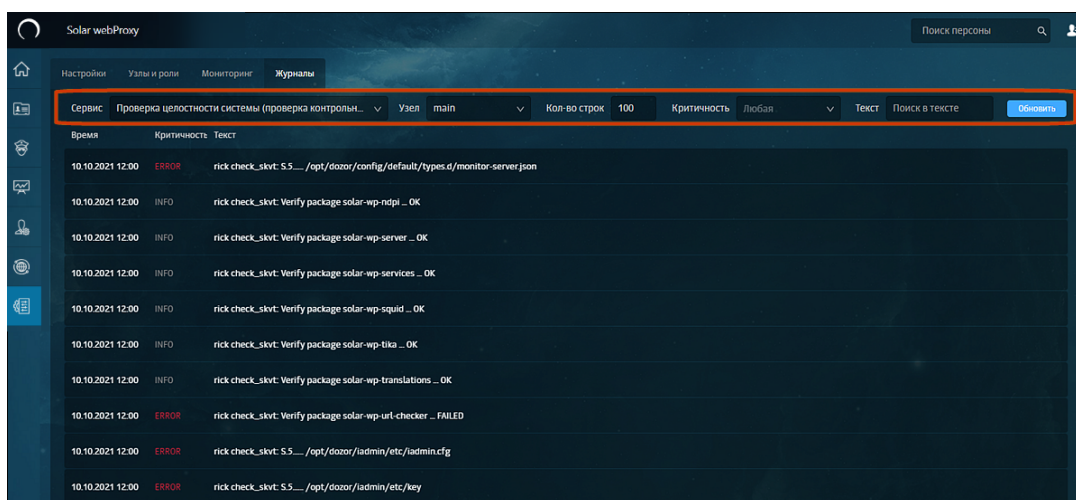 Solar webProxy Поиск персоны
Настройки Узлы и роли Мониторинг Журналы
Сервис Проверка целостности системы (проверка контрольн... Узел main Кол-во строк 100 Критичность Любая Текст Поиск в тексте Обновить
Время Критичность Текст
10.10.2021 12:00 ERROR rick check_skvt: S.5...... /opt/dozor/config/default/types.d/monitor-server.json
10.10.2021 12:00 INFO rick check_skvt: Verify package solar-wp-ndpi ... OK
10.10.2021 12:00 INFO rick check_skvt: Verify package solar-wp-server ... OK
10.10.2021 12:00 INFO rick check_skvt: Verify package solar-wp-services ... OK
10.10.2021 12:00 INFO rick check_skvt: Verify package solar-wp-squid ... OK
10.10.2021 12:00 INFO rick check_skvt: Verify package solar-wp-tika ... OK
10.10.2021 12:00 INFO rick check_skvt: Verify package solar-wp-translations ... OK
10.10.2021 12:00 ERROR rick check_skvt: Verify package solar-wp-url-checker ... FAILED
10.10.2021 12:00 ERROR rick check_skvt: S.5...... /opt/dozor/iadmin/etc/iadmin.cfg
10.10.2021 12:00 ERROR rick check_skvt: S.5...... /opt/dozor/iadmin/etc/key